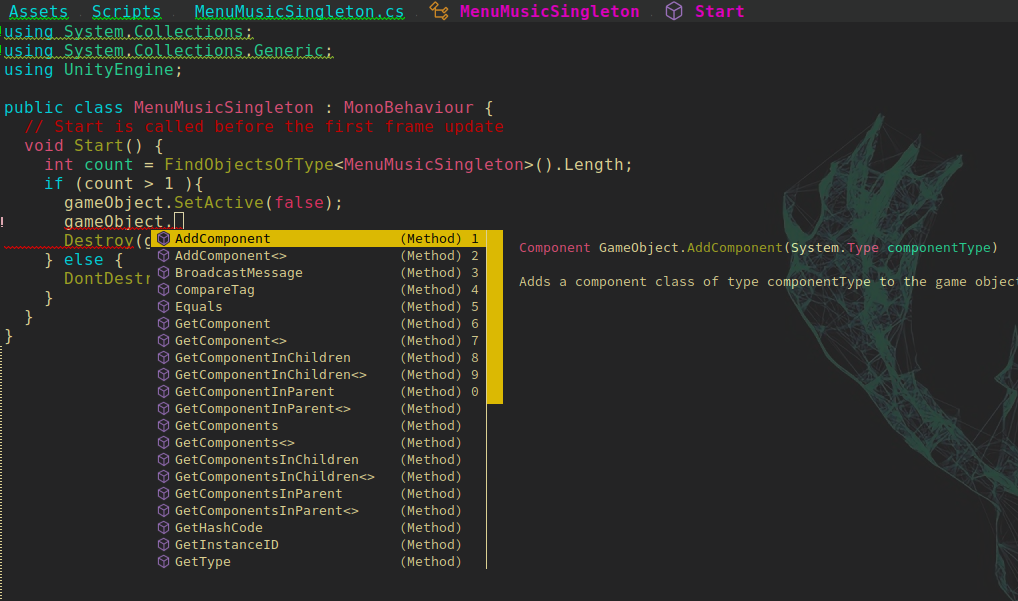 Assets Scripts MenuMusicSingleton.cs MenuMusicSingleton Start
using System.Collections;
using System.Collections.Generic;
using UnityEngine;
public class MenuMusicSingleton : MonoBehaviour {
// Start is called before the first frame update
void Start() {
int count = FindObjectsOfType<MenuMusicSingleton>().Length;
if (count > 1 ){
gameObject.SetActive(false);
! gameObject.
Destroy(g
} else {
DontDestr
}
}
}
AddComponent (Method) 1
AddComponent<> (Method) 2
BroadcastMessage (Method) 3
CompareTag (Method) 4
Equals (Method) 5
GetComponent (Method) 6
GetComponent<> (Method) 7
GetComponentInChildren (Method) 8
GetComponentInChildren<> (Method) 9
GetComponentInParent (Method) 0
GetComponentInParent<> (Method)
GetComponents (Method)
GetComponents<> (Method)
GetComponentsInChildren (Method)
GetComponentsInChildren<> (Method)
GetComponentsInParent (Method)
GetComponentsInParent<> (Method)
GetHashCode (Method)
GetInstanceID (Method)
GetType (Method)
Component GameObject.AddComponent(System.Type componentType)
Adds a component class of type componentType to the game object